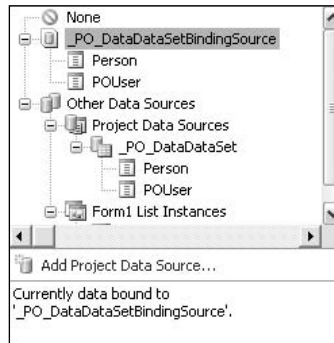 None
_PO_DataDataSetBindingSource
Person
POUser
Other Data Sources
Project Data Sources
_PO_DataDataSet
Person
POUser
Form1 List Instances
Add Project Data Source...
Currently data bound to
'_PO_DataDataSetBindingSource'.